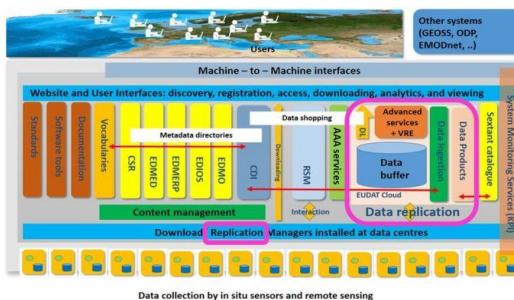 Other systems
(GEOSS, ODP,
EMODnet, ..)
Users
Machine – to – Machine interfaces
Website and User Interfaces: discovery, registration, access, downloading, analytics, and viewing
Standards
Software tools
Documentation
Vocabularies
Metadata directories
CSR
EDMED
EDMERP
EDIOS
EDMO
CDI
Data shopping
Downloading
RSM
AAA services
DL
Advanced
services
+ VRE
Data
buffer
EUDAT Cloud
Data Ingestion
Data Products
Sextant catalogue
System Monitoring Services (KPI)
Content management
Interaction
Data replication
Download Replication Managers installed at data centres
Data collection by in situ sensors and remote sensing